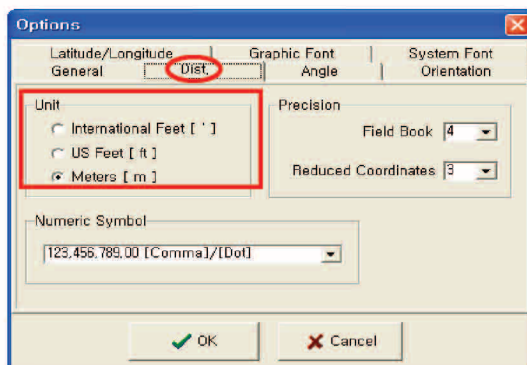 Options
Latitude/Longitude Graphic Font System Font
General Dist. Angle Orientation
Unit
International Feet [ ' ]
US Feet [ ft ]
Meters [ m ]
Precision
Field Book 4
Reduced Coordinates 3
Numeric Symbol
123,456,789.00 [Comma]/[Dot]
OK Cancel